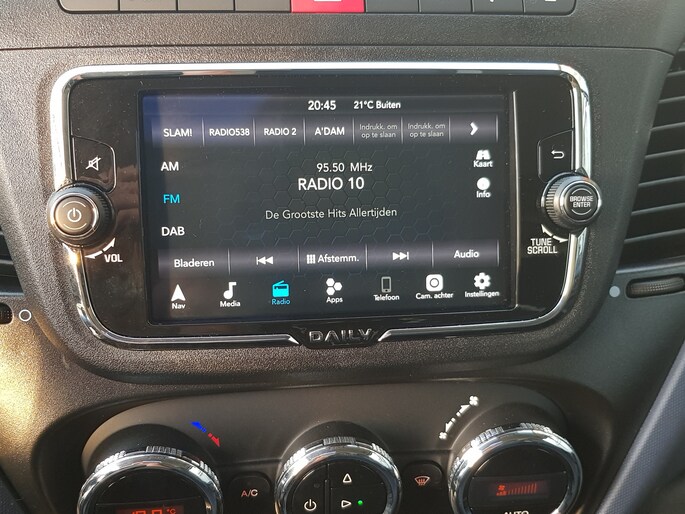 20:45 21°C Buiten
SLAM! RADIO538 RADIO 2 A'DAM Indrukk. om op te slaan Indrukk. om op te slaan
AM
95.50 MHz
Kaart
RADIO 10
FM
Info
De Grootste Hits Allertijden
DAB
BROWSE
ENTER
VOL
TUNE
SCROLL
Bladeren Afstemm. Audio
Nav Media Radio Apps Telefoon Cam. achter Instellingen
DAILY
A/C
AUTO